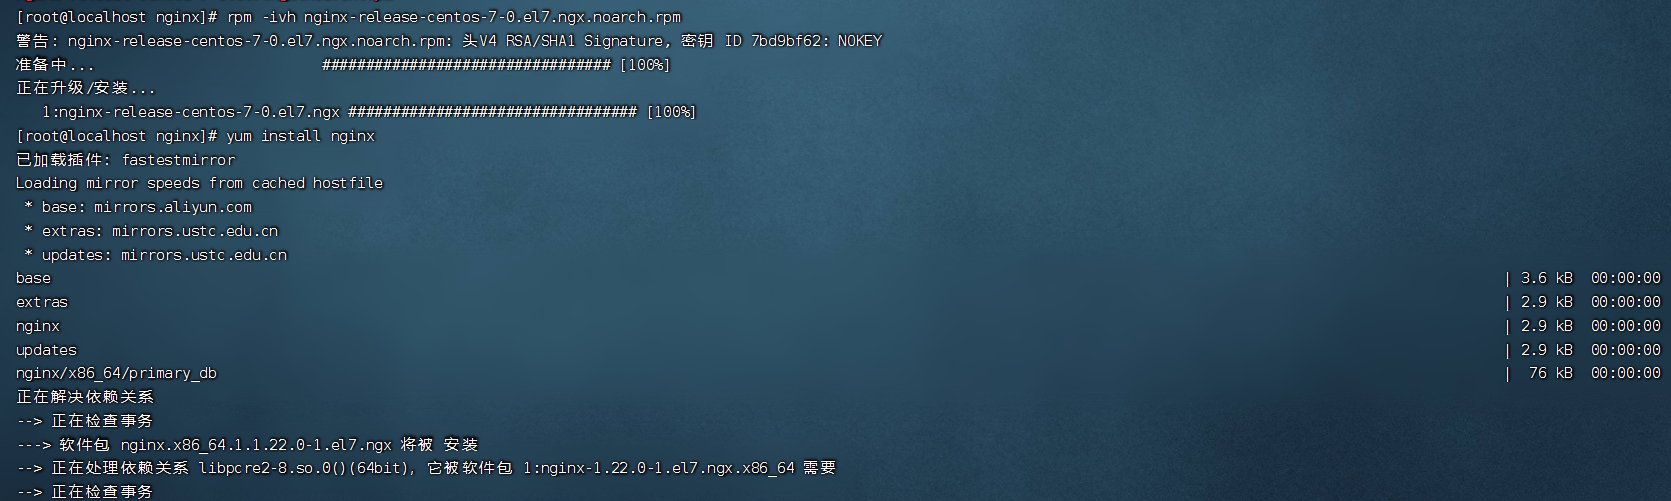 [root@localhost nginx]# rpm -ivh nginx-release-centos-7-0.el7.ngx.noarch.rpm
警告: nginx-release-centos-7-0.el7.ngx.noarch.rpm: 头V4 RSA/SHA1 Signature, 密钥 ID 7bd9bf62: NOKEY
准备中... ################################# [100%]
正在升级/安装...
1:nginx-release-centos-7-0.el7.ngx ################################# [100%]
[root@localhost nginx]# yum install nginx
已加载插件: fastestmirror
Loading mirror speeds from cached hostfile
* base: mirrors.aliyun.com
* extras: mirrors.ustc.edu.cn
* updates: mirrors.ustc.edu.cn
base | 3.6 kB 00:00:00
extras | 2.9 kB 00:00:00
nginx | 2.9 kB 00:00:00
updates | 2.9 kB 00:00:00
nginx/x86_64/primary_db | 76 kB 00:00:00
正在解决依赖关系
--> 正在检查事务
---> 软件包 nginx.x86_64.1.1.22.0-1.el7.ngx 将被 安装
--> 正在处理依赖关系 libpcre2-8.so.0()(64bit), 它被软件包 1:nginx-1.22.0-1.el7.ngx.x86_64 需要
--> 正在检查事务